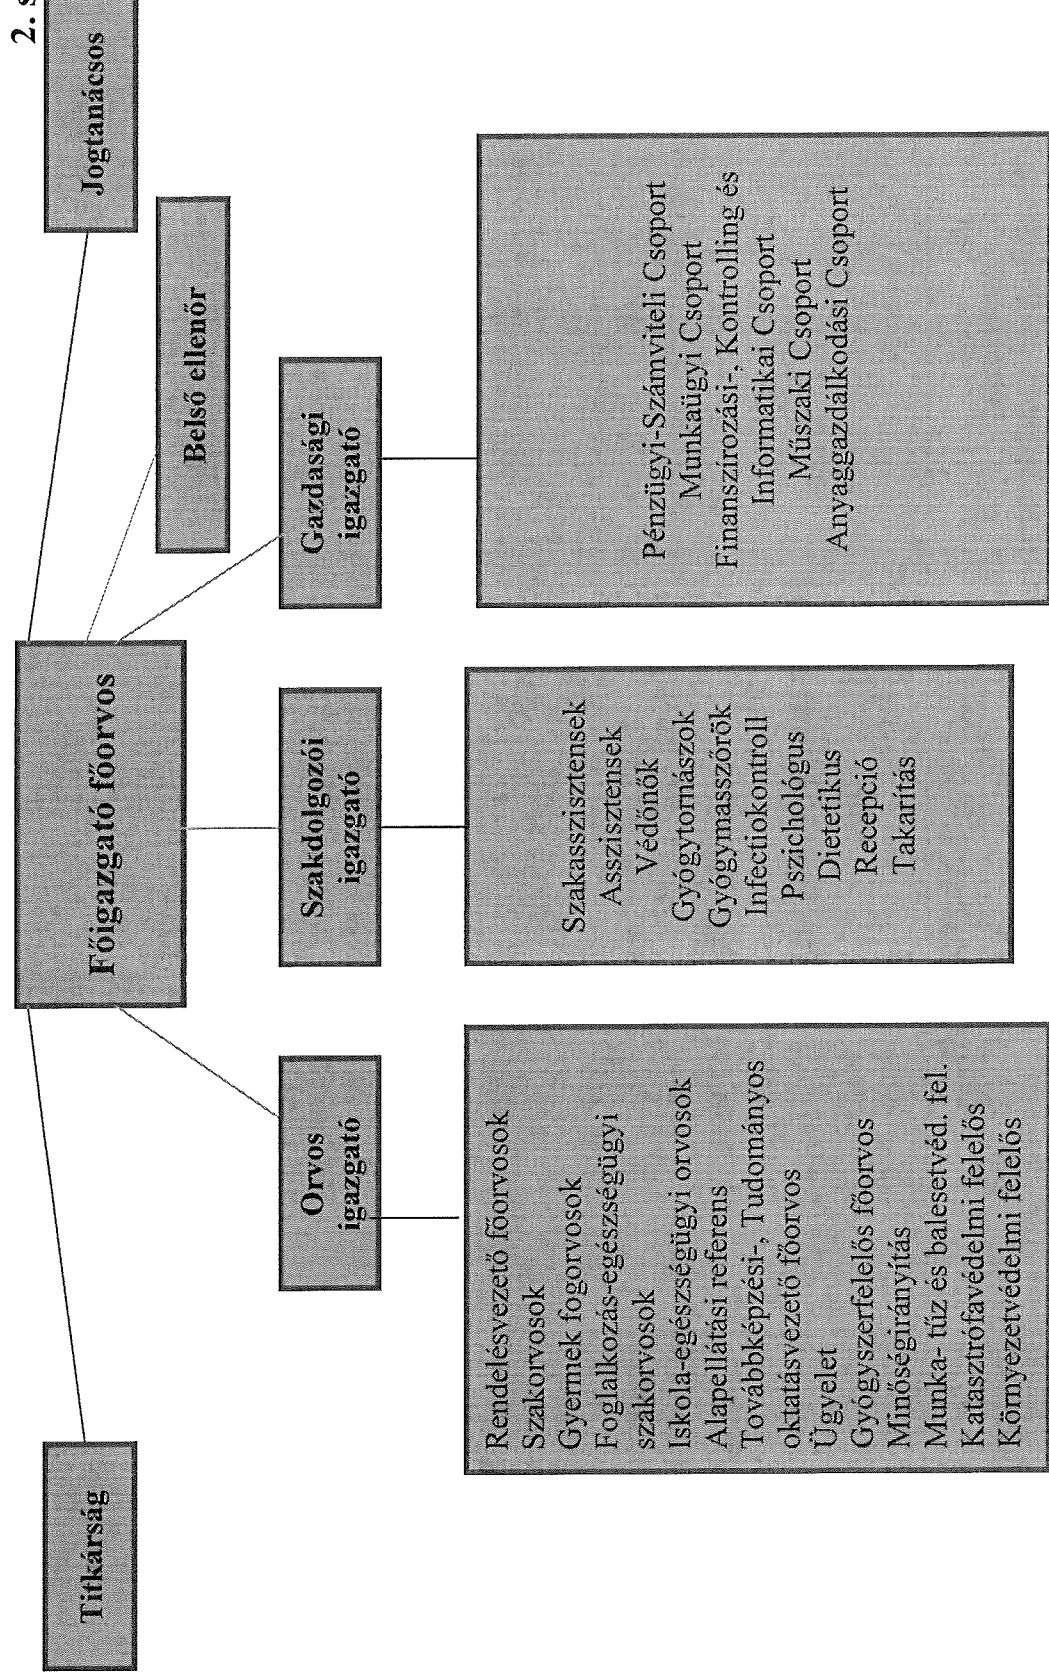 2. s
Titkárság
Főigazgató főorvos
Jogtanácsos
Belső ellenőr
Orvos
igazgató
Szakdolgozói
igazgató
Gazdasági
igazgató
Rendelésvezető főorvosok
Szakorvosok
Gyermek fogorvosok
Foglalkozás-egészségügyi
szakorvosok
Iskola-egészségügyi orvosok
Alapellátási referens
Továbbképzési-, Tudományos
oktatásvezető főorvos
Ügyelet
Gyógyszerfelelős főorvos
Minőségirányítás
Munka- tűz és balesetvéd. fel.
Katasztrófavédelmi felelős
Környezetvédelmi felelős
Szakasszisztensek
Asszisztensek
Védőnők
Gyógytornászok
Gyógymasszőrök
Infectiokontroll
Pszichológus
Dietetikus
Recepció
Takarítás
Pénzügyi-Számviteli Csoport
Munkaügyi Csoport
Finanszírozási-, Kontrolling és
Informatikai Csoport
Műszaki Csoport
Anyaggazdálkodási Csoport